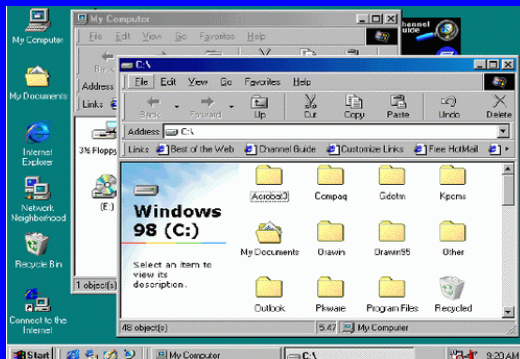 My Computer
My Computer
File Edit View Go Favorites Help
Back
Address
Links
3½ Floppy
(E:)
1 object(s)
My Documents
Internet
Explorer
Network
Neighborhood
Recycle Bin
Connect to the
Internet
C:\
File Edit View Go Favorites Help
Back Forward Up Cut Copy Paste Undo Delete
Address C:\
Links Best of the Web Channel Guide Customize Links Free HotMail
Windows
98 (C:)
Select an item to
view its
description.
Acrobat3 Compaq Gdotm Kpcms
My Documents Orawin Orawin95 Other
Outlook Pkware Program Files Recycled
48 object(s) 5.47 My Computer
Start My Computer C:\ 9:20 AM